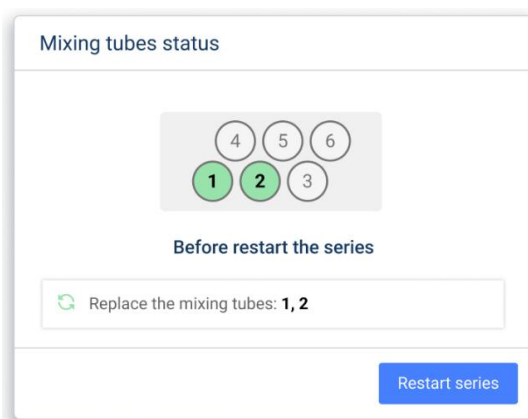 Mixing tubes status
4 5 6
1 2 3
Before restart the series
Replace the mixing tubes: 1, 2
Restart series